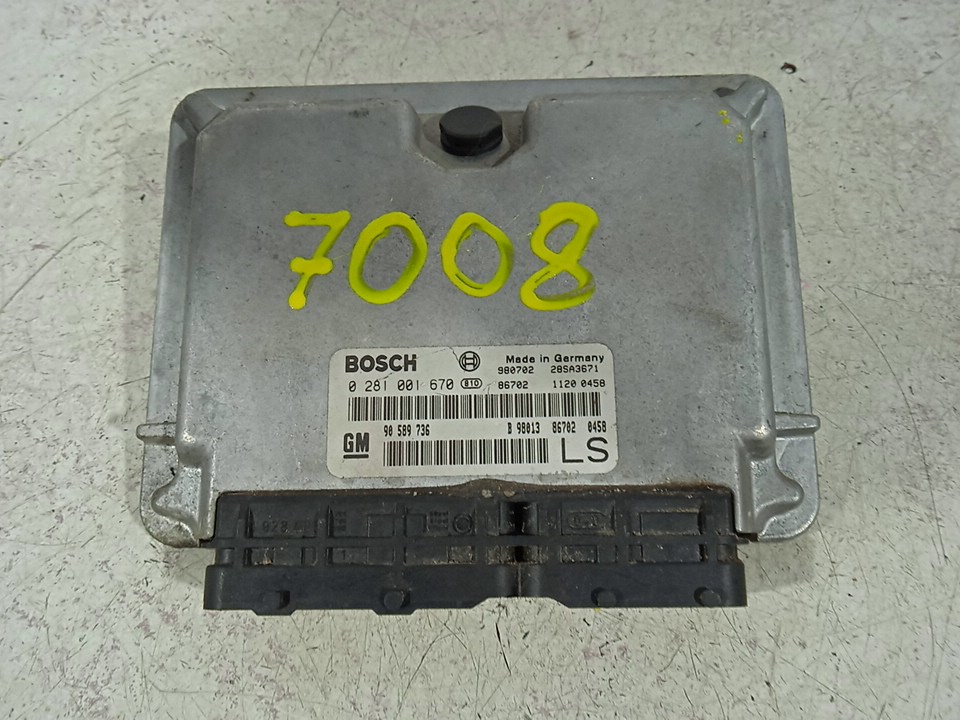 7008
BOSCH Made in Germany
980702 28SA3671
0 281 001 670 810 86702 1120 0458
GM 90 589 736 B 98013 86702 0458
LS